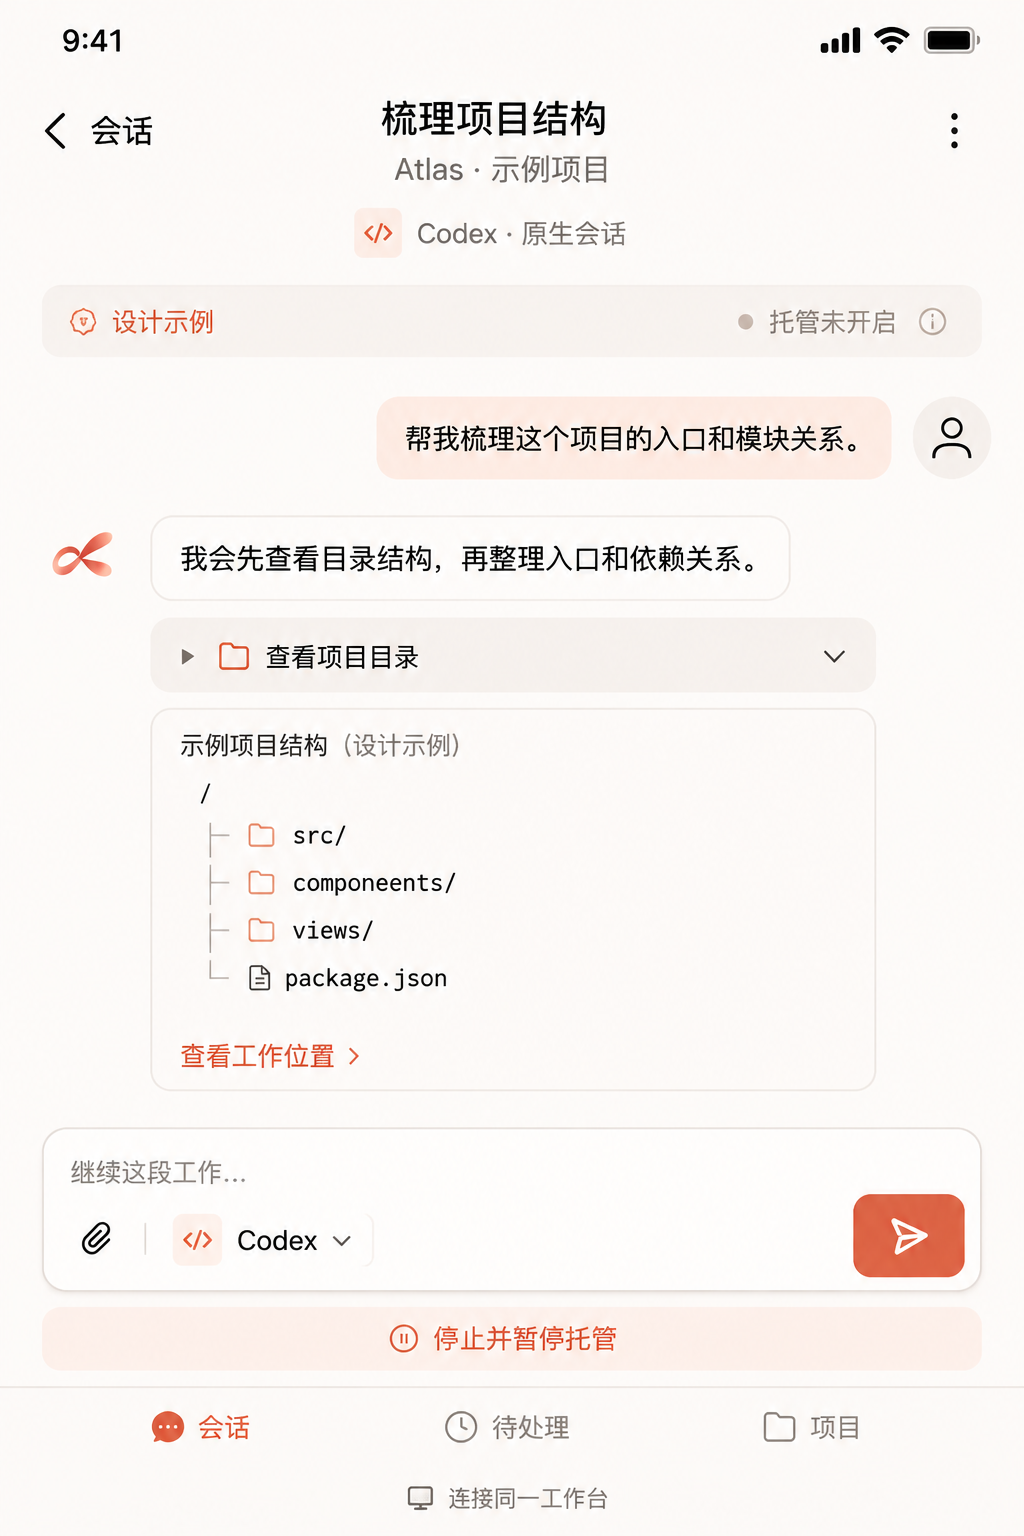 9:41
会话
梳理项目结构
Atlas · 示例项目
</> Codex · 原生会话
设计示例
托管未开启
帮我梳理这个项目的入口和模块关系。
我会先查看目录结构，再整理入口和依赖关系。
查看项目目录
示例项目结构（设计示例）
/
src/
componeents/
views/
package.json
查看工作位置 >
继续这段工作...
</> Codex
停止并暂停托管
会话
待处理
项目
连接同一工作台